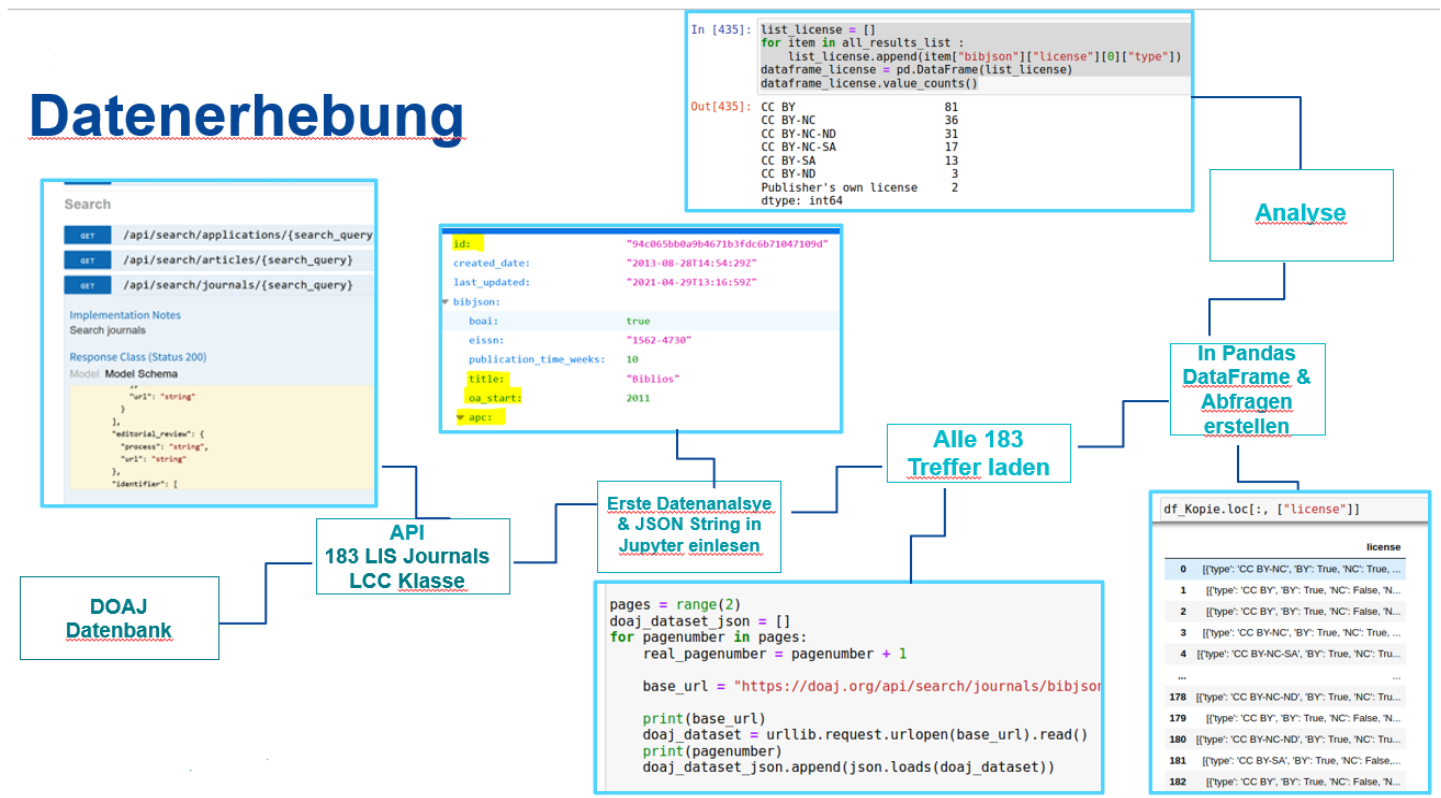 Datenerhebung
In [435]: list_license = []
for item in all_results_list :
list_license.append(item["bibjson"]["license"][0]["type"])
dataframe_license = pd.DataFrame(list_license)
dataframe_license.value_counts()
Out[435]: CC BY 81
CC BY-NC 36
CC BY-NC-ND 31
CC BY-NC-SA 17
CC BY-SA 13
CC BY-ND 3
Publisher's own license 2
dtype: int64
Search
GET /api/search/applications/{search_query
GET /api/search/articles/{search_query}
GET /api/search/journals/{search_query}
Implementation Notes
Search journals
Response Class (Status 200)
Model Model Schema
"url": "string"
}
],
"editorial_review": {
"process": "string",
"url": "string"
},
"identifier": [
id: "94c065bb0a9b4671b3fdc6b71047109d"
created_date: "2013-08-28T14:54:29Z"
last_updated: "2021-04-29T13:16:59Z"
bibjson:
boai: true
eissn: "1562-4730"
publication_time_weeks: 10
title: "Biblios"
oa_start: 2011
apc:
DOAJ
Datenbank
API
183 LIS Journals
LCC Klasse
Erste Datenanalsye
& JSON String in
Jupyter einlesen
Alle 183
Treffer laden
In Pandas
DataFrame &
Abfragen
erstellen
Analyse
pages = range(2)
doaj_dataset_json = []
for pagenumber in pages:
real_pagenumber = pagenumber + 1
base_url = "https://doaj.org/api/search/journals/bibjson
print(base_url)
doaj_dataset = urllib.request.urlopen(base_url).read()
print(pagenumber)
doaj_dataset_json.append(json.loads(doaj_dataset))
df_Kopie.loc[:, ["license"]]
license
0 [{'type': 'CC BY-NC', 'BY': True, 'NC': True, ...
1 [{'type': 'CC BY', 'BY': True, 'NC': False, 'N...
2 [{'type': 'CC BY', 'BY': True, 'NC': False, 'N...
3 [{'type': 'CC BY-NC', 'BY': True, 'NC': True, ...
4 [{'type': 'CC BY-NC-SA', 'BY': True, 'NC': Tru...
... ...
178 [{'type': 'CC BY-NC-ND', 'BY': True, 'NC': Tru...
179 [{'type': 'CC BY', 'BY': True, 'NC': False, 'N...
180 [{'type': 'CC BY-NC-ND', 'BY': True, 'NC': Tru...
181 [{'type': 'CC BY-SA', 'BY': True, 'NC': False,...
182 [{'type': 'CC BY', 'BY': True, 'NC': False, 'N...